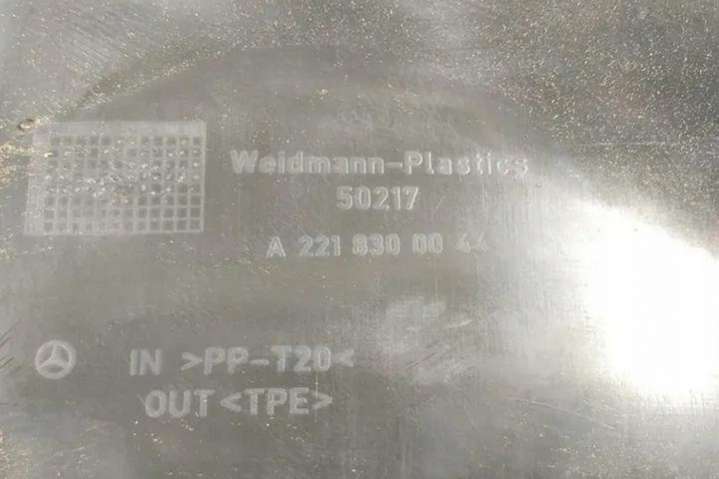 Weidmann-Plastics
50217
A 221 830 00 44
IN >PP-T20<
OUT <TPE>